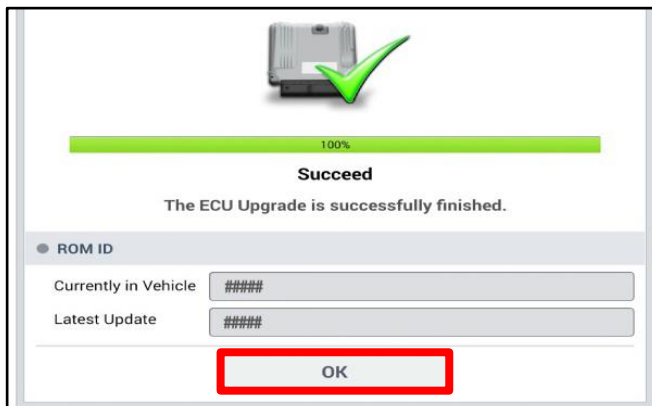 100%
Succeed
The ECU Upgrade is successfully finished.
ROM ID
Currently in Vehicle #####
Latest Update #####
OK